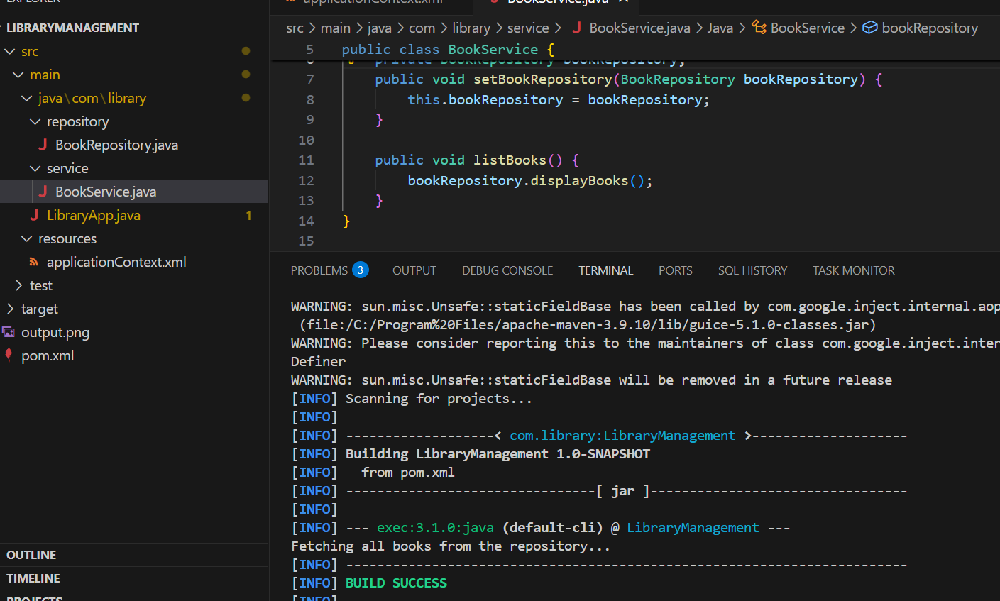 EXPLORER
LIBRARYMANAGEMENT
src
main
java\com\library
repository
BookRepository.java
service
BookService.java
LibraryApp.java 1
resources
applicationContext.xml
test
target
output.png
pom.xml
OUTLINE
TIMELINE
PROJECTS
applicationContext.xml
BookService.java
src > main > java > com > library > service > BookService.java > Java > BookService > bookRepository
5 public class BookService {
6 private BookRepository bookRepository;
7 public void setBookRepository(BookRepository bookRepository) {
8 this.bookRepository = bookRepository;
9 }
10
11 public void listBooks() {
12 bookRepository.displayBooks();
13 }
14 }
15
PROBLEMS 3 OUTPUT DEBUG CONSOLE TERMINAL PORTS SQL HISTORY TASK MONITOR
WARNING: sun.misc.Unsafe::staticFieldBase has been called by com.google.inject.internal.aop
(file:/C:/Program%20Files/apache-maven-3.9.10/lib/guice-5.1.0-classes.jar)
WARNING: Please consider reporting this to the maintainers of class com.google.inject.inter
Definer
WARNING: sun.misc.Unsafe::staticFieldBase will be removed in a future release
[INFO] Scanning for projects...
[INFO]
[INFO] -------------------< com.library:LibraryManagement >--------------------
[INFO] Building LibraryManagement 1.0-SNAPSHOT
[INFO]   from pom.xml
[INFO] --------------------------------[ jar ]---------------------------------
[INFO]
[INFO] --- exec:3.1.0:java (default-cli) @ LibraryManagement ---
Fetching all books from the repository...
[INFO] ------------------------------------------------------------------------
[INFO] BUILD SUCCESS
[INFO]